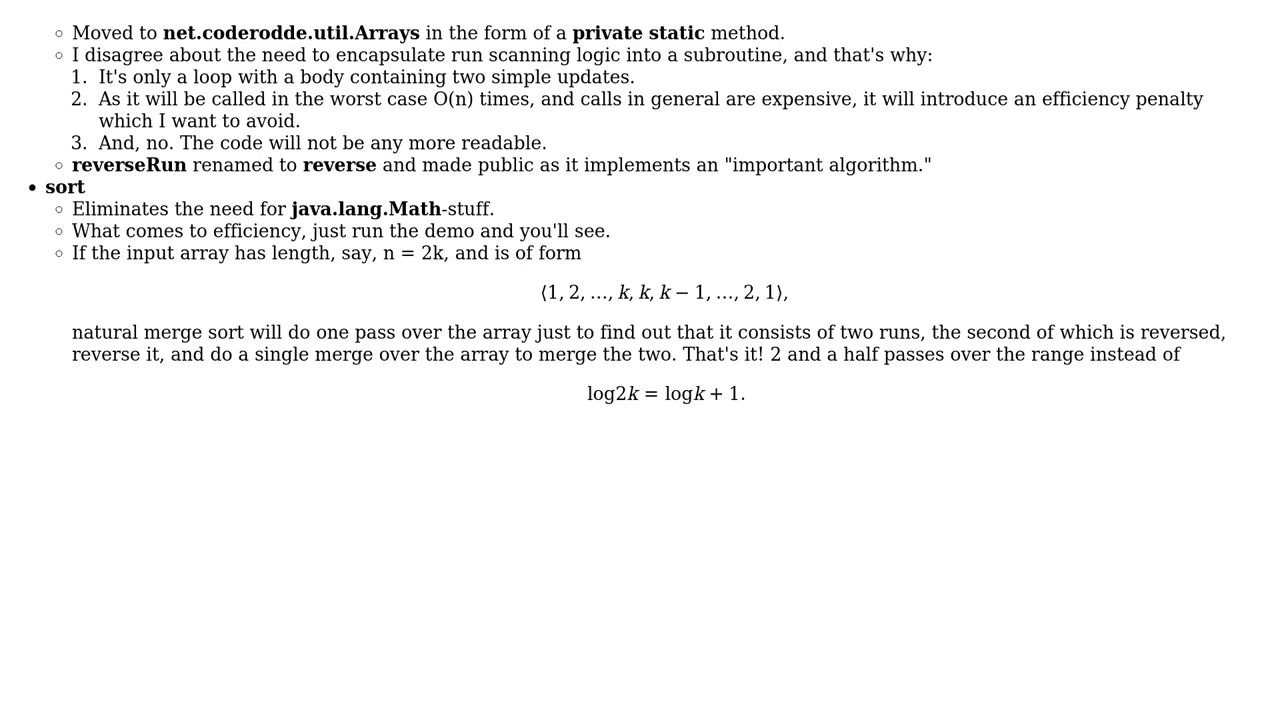 ◦ Moved to net.coderodde.util.Arrays in the form of a private static method.
◦ I disagree about the need to encapsulate run scanning logic into a subroutine, and that's why:
1. It's only a loop with a body containing two simple updates.
2. As it will be called in the worst case O(n) times, and calls in general are expensive, it will introduce an efficiency penalty
which I want to avoid.
3. And, no. The code will not be any more readable.
◦ reverseRun renamed to reverse and made public as it implements an "important algorithm."
• sort
◦ Eliminates the need for java.lang.Math-stuff.
◦ What comes to efficiency, just run the demo and you'll see.
◦ If the input array has length, say, n = 2k, and is of form
⟨1, 2, …, k, k, k − 1, …, 2, 1⟩,
natural merge sort will do one pass over the array just to find out that it consists of two runs, the second of which is reversed,
reverse it, and do a single merge over the array to merge the two. That's it! 2 and a half passes over the range instead of
log2k = logk + 1.